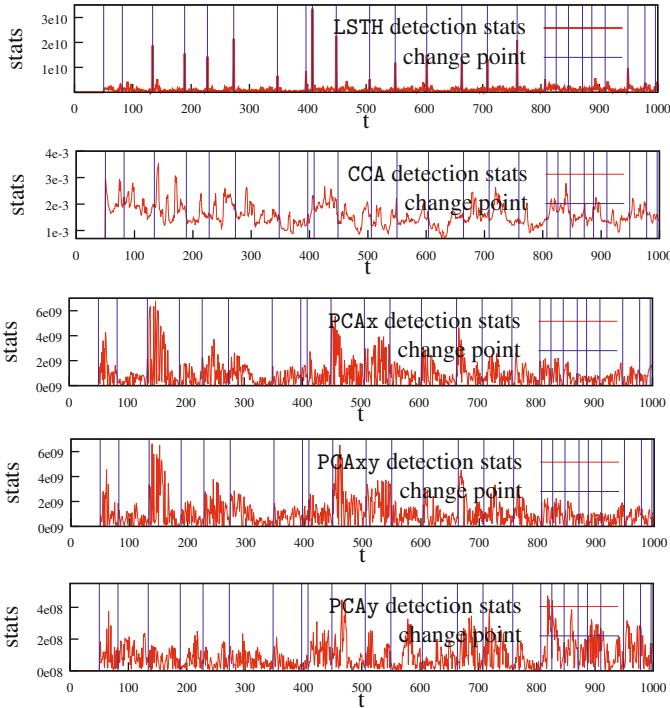 LSTH detection stats
change point
3e10
2e10
1e10
stats
0 100 200 300 400 500 600 700 800 900 1000
t
CCA detection stats
change point
4e-3
3e-3
2e-3
1e-3
stats
0 100 200 300 400 500 600 700 800 900 1000
t
PCAx detection stats
change point
6e09
4e09
2e09
0e09
stats
0 100 200 300 400 500 600 700 800 900 1000
t
PCAxy detection stats
change point
6e09
4e09
2e09
0e09
stats
0 100 200 300 400 500 600 700 800 900 1000
t
PCAy detection stats
change point
4e08
2e08
0e08
stats
0 100 200 300 400 500 600 700 800 900 1000
t